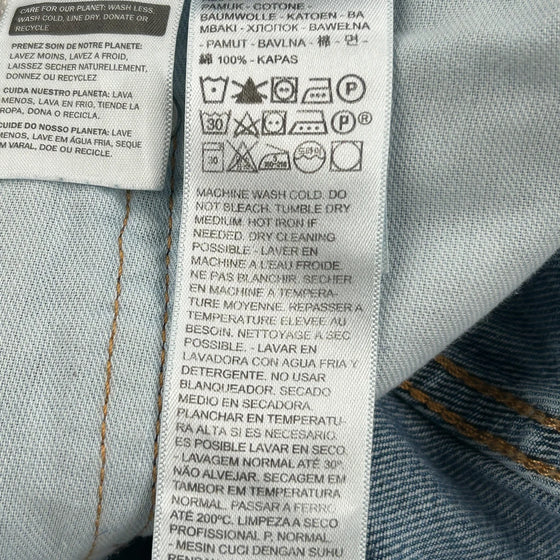 CARE FOR OUR PLANET: WASH LESS,
WASH COLD, LINE DRY, DONATE OR
RECYCLE
PRENEZ SOIN DE NOTRE PLANETE:
LAVEZ MOINS, LAVEZ A FROID,
LAISSEZ SECHER NATURELLEMENT,
DONNEZ OU RECYCLEZ
CUIDA NUESTRO PLANETA: LAVA
MENOS, LAVA EN FRIO, TIENDE LA
ROPA, DONA O RECICLA.
CUIDE DO NOSSO PLANETA: LAVE
MENOS, LAVE EM ÁGUA FRIA, SEQUE
EM VARAL, DOE OU RECICLE.
PAMUK - COTONE -
BAUMWOLLE - KATOEN - BA
MBAKI - ХЛОПОК - BAWEŁNA
- PAMUT - BAVLNA - 棉 - 면 -
綿 100% - KAPAS
P
30 P®
30
MACHINE WASH COLD. DO
NOT BLEACH. TUMBLE DRY
MEDIUM. HOT IRON IF
NEEDED. DRY CLEANING
POSSIBLE - LAVER EN
MACHINE A L'EAU FROIDE.
NE PAS BLANCHIR. SECHER
EN MACHINE A TEMPERA-
TURE MOYENNE. REPASSER A
TEMPERATURE ELEVEE AU
BESOIN. NETTOYAGE A SEC
POSSIBLE. - LAVAR EN
LAVADORA CON AGUA FRIA Y
DETERGENTE. NO USAR
BLANQUEADOR. SECADO
MEDIO EN SECADORA.
PLANCHAR EN TEMPERATU-
RA ALTA SI ES NECESARIO.
ES POSIBLE LAVAR EN SECO.
- LAVAGEM NORMAL ATÉ 30°.
NÃO ALVEJAR. SECAGEM EM
TAMBOR EM TEMPERATURA
NORMAL. PASSAR A FERRO
ATÉ 200°C. LIMPEZA A SECO
PROFISSIONAL P, NORMAL
- MESIN CUCI DENGAN SUHU